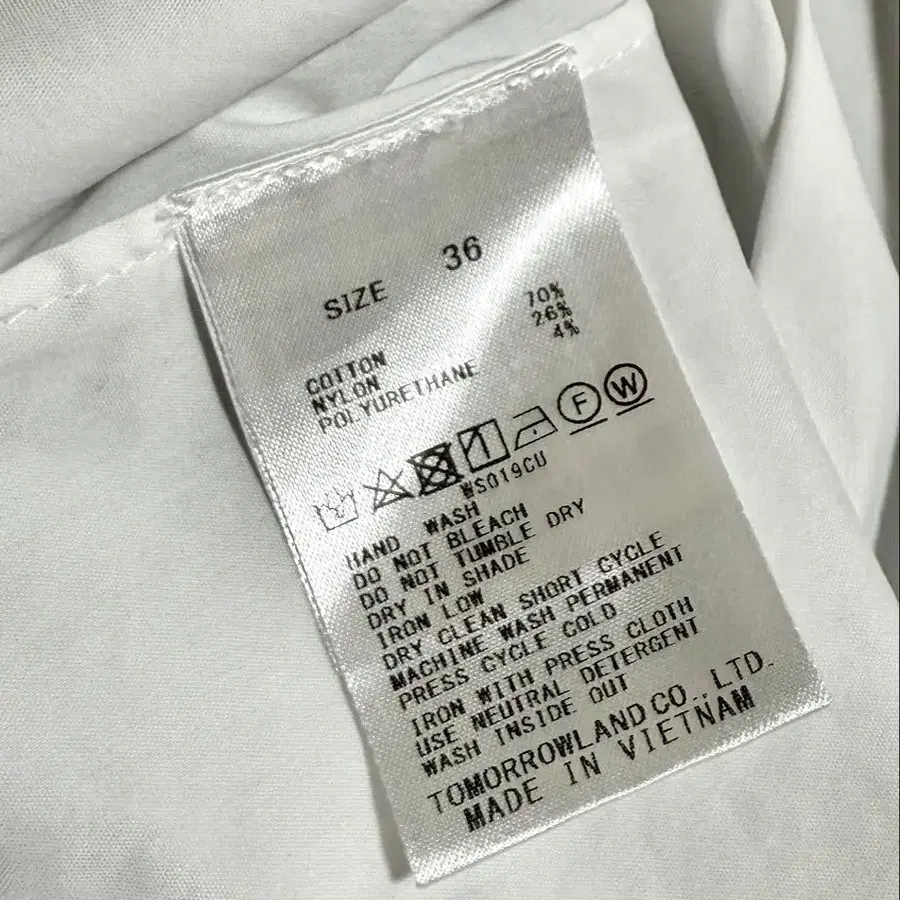 SIZE 36
COTTON 70%
NYLON 26%
POLYURETHANE 4%
F W
WS019CU
HAND WASH
DO NOT BLEACH
DO NOT TUMBLE DRY
DRY IN SHADE
IRON LOW
DRY CLEAN SHORT CYCLE
MACHINE WASH PERMANENT
PRESS CYCLE COLD
IRON WITH PRESS CLOTH
USE NEUTRAL DETERGENT
WASH INSIDE OUT
TOMORROWLAND CO., LTD.
MADE IN VIETNAM